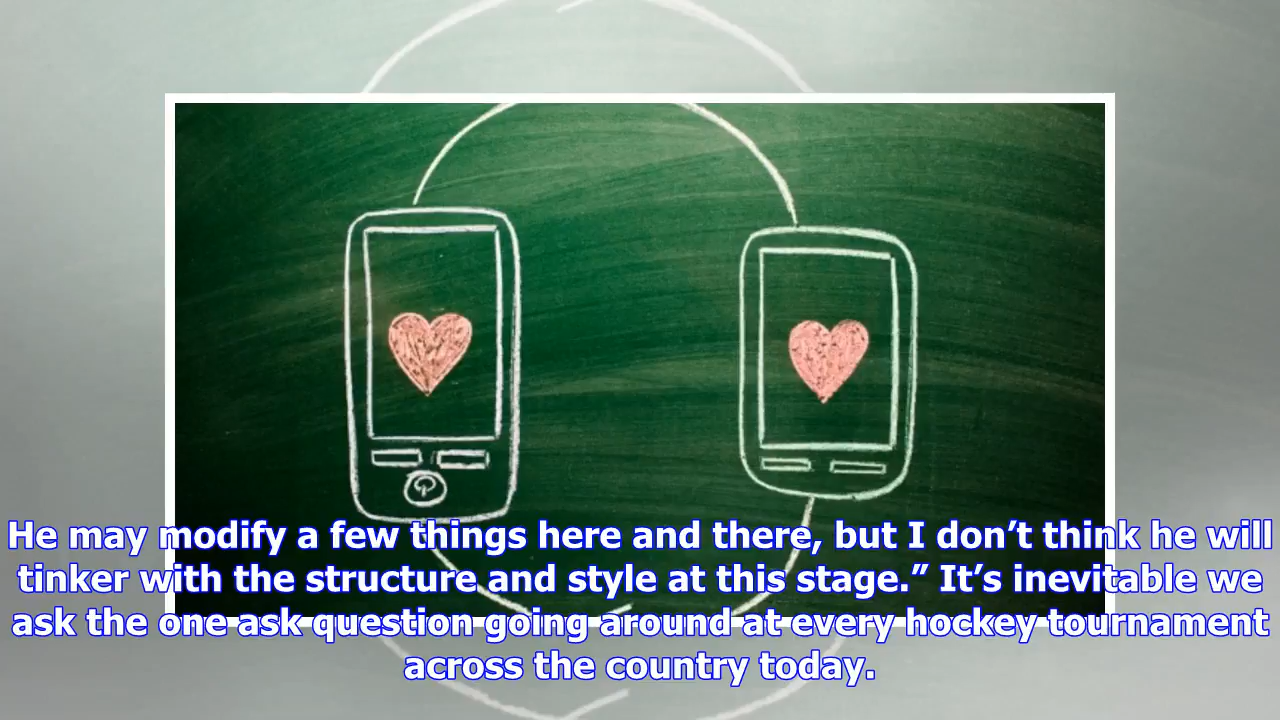 He may modify a few things here and there, but I don’t think he will
tinker with the structure and style at this stage.” It’s inevitable we
ask the one ask question going around at every hockey tournament
across the country today.